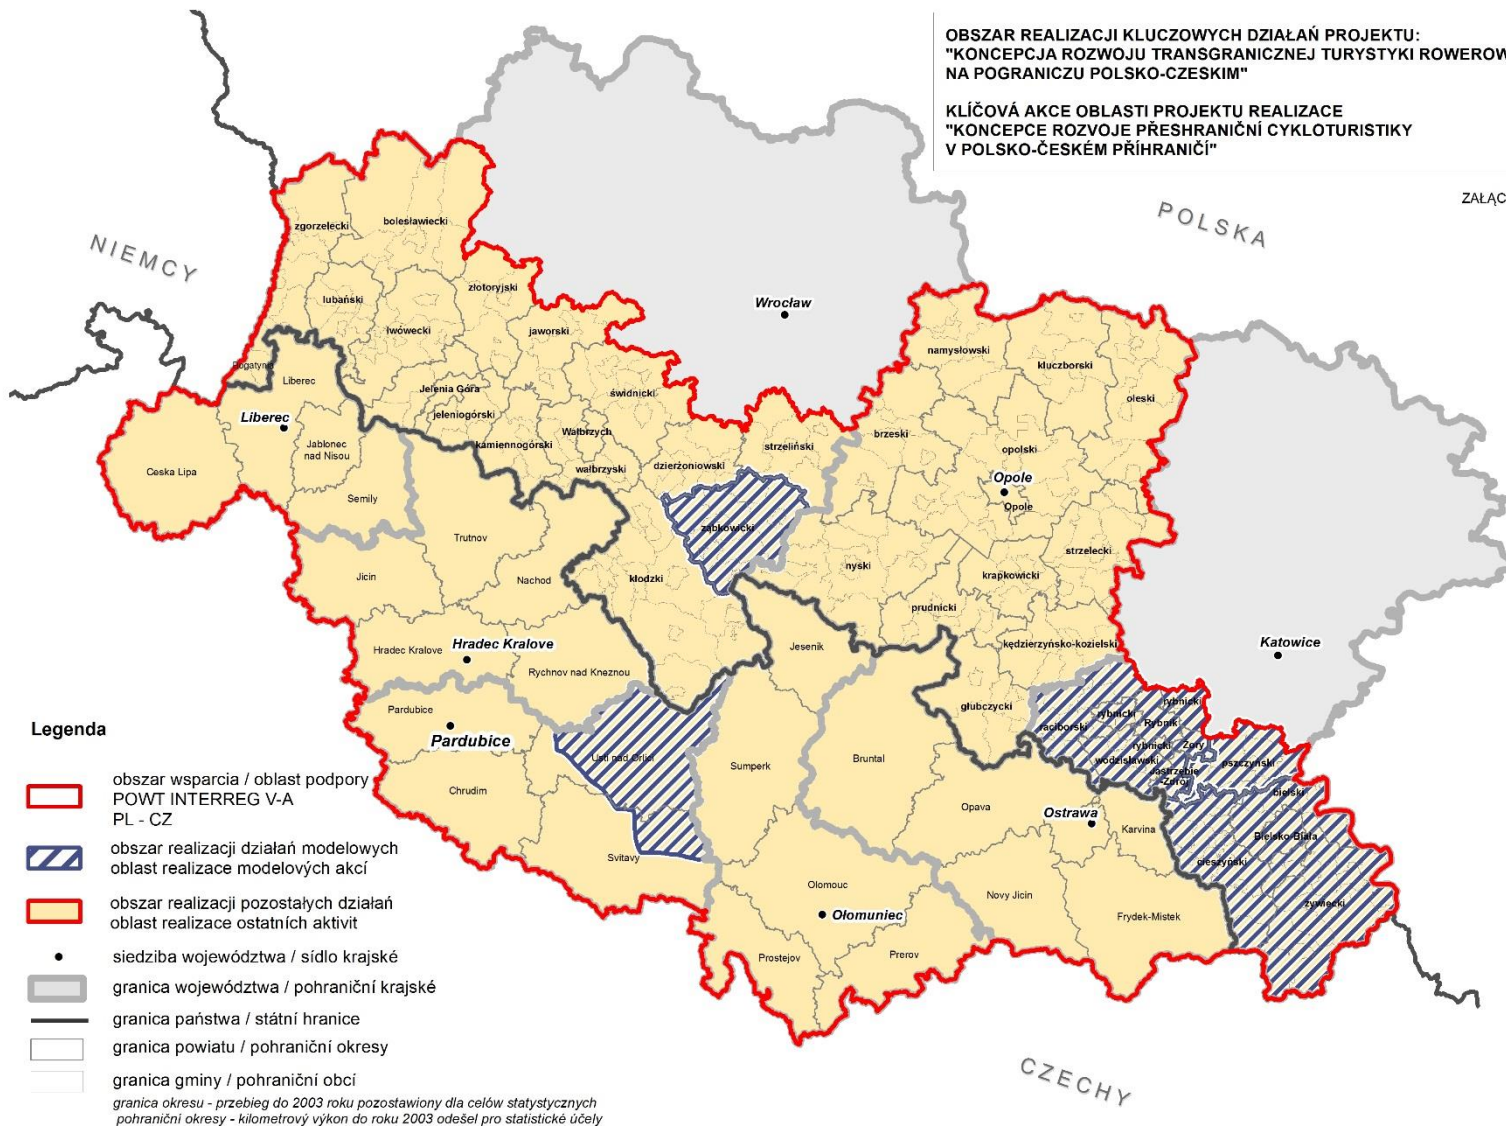 OBSZAR REALIZACJI KLUCZOWYCH DZIAŁAŃ PROJEKTU:
"KONCEPCJA ROZWOJU TRANSGRANICZNEJ TURYSTYKI ROWEROW
NA POGRANICZU POLSKO-CZESKIM"
KLÍČOVÁ AKCE OBLASTI PROJEKTU REALIZACE
"KONCEPCE ROZVOJE PŘESHRANIČNÍ CYKLOTURISTIKY
V POLSKO-ČESKÉM PŘÍHRANIČÍ"
ZAŁĄC
POLSKA
NIEMCY
zgorzelecki
bolesławiecki
lubański
złotoryjski
lwówecki
jaworski
Wrocław
namysłowski
kluczborski
oleski
Bogatynia
Liberec
Jelenia Góra
jeleniogórski
świdnicki
Liberec
kamiennogórski
Wałbrzych
wałbrzyski
dzierżoniowski
strzeliński
brzeski
opolski
Jablonec
nad Nisou
Ceska Lipa
Semily
Opole
Opole
ząbkowicki
Trutnov
Jicin
Nachod
kłodzki
nyski
strzelecki
krapkowicki
prudnicki
kędzierzyńsko-kozielski
Katowice
Hradec Kralove
Hradec Kralove
Rychnov nad Kneznou
Jesenik
głubczycki
raciborski
rybnicki
rybnicki
Rybnik
rybnicki
Żory
wodzisławski
Jastrzębie
-Zdrój
pszczyński
bielski
Pardubice
Pardubice
Usti nad Orlici
Sumperk
Bruntal
Chrudim
Opava
Ostrawa
Karvina
Bielsko-Biała
cieszyński
żywiecki
Svitavy
Olomouc
Ołomuniec
Novy Jicin
Frydek-Mistek
Prostejov
Prerov
CZECHY
Legenda
obszar wsparcia / oblast podpory
POWT INTERREG V-A
PL - CZ
obszar realizacji działań modelowych
oblast realizace modelových akcí
obszar realizacji pozostałych działań
oblast realizace ostatních aktivit
siedziba województwa / sídlo krajské
granica województwa / pohraniční krajské
granica państwa / státní hranice
granica powiatu / pohraniční okresy
granica gminy / pohraniční obcí
granica okresu - przebieg do 2003 roku pozostawiony dla celów statystycznych
pohraniční okresy - kilometrový výkon do roku 2003 odešel pro statistické účely